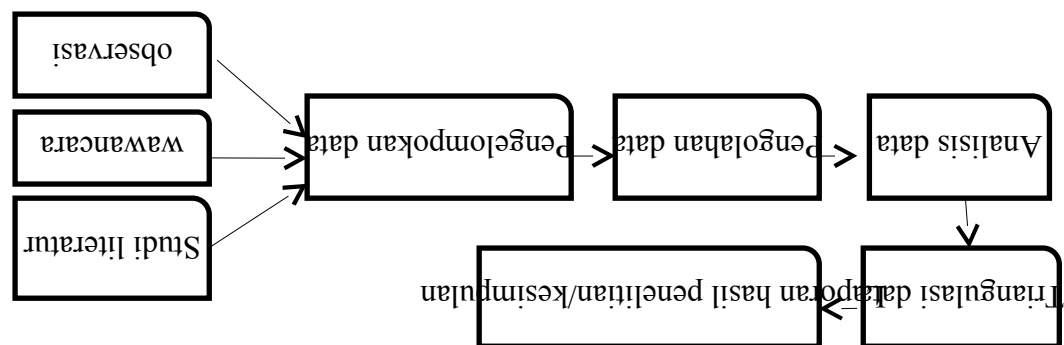 observasi
wawancara
Studi literatur
Pengelompokan data
Pengolahan data
Analisis data
Triangulasi data
Laporan hasil penelitian/kesimpulan